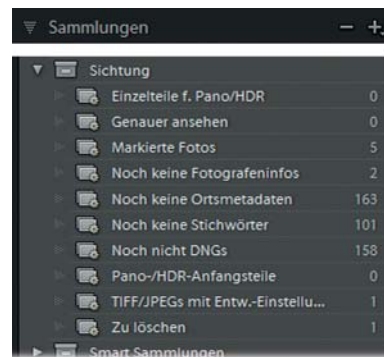 Sammlungen − +
Sichtung
Einzelteile f. Pano/HDR 0
Genauer ansehen 0
Markierte Fotos 5
Noch keine Fotografeninfos 2
Noch keine Ortsmetadaten 163
Noch keine Stichwörter 101
Noch nicht DNGs 158
Pano-/HDR-Anfangsteile 0
TIFF/JPEGs mit Entw.-Einstellu... 1
Zu löschen 1
Smart Sammlungen